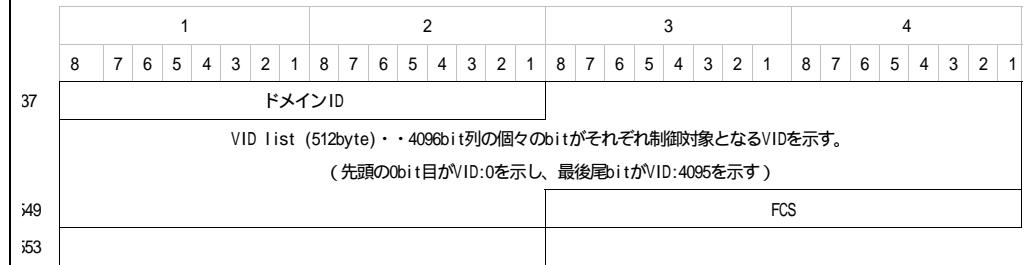 1 2 3 4
8 7 6 5 4 3 2 1 8 7 6 5 4 3 2 1 8 7 6 5 4 3 2 1 8 7 6 5 4 3 2 1
37 ドメインID
VID list (512byte)・・4096bit列の個々のbitがそれぞれ制御対象となるVIDを示す。
(先頭の0bit目がVID:0を示し、最後尾bitがVID:4095を示す)
49 FCS
53